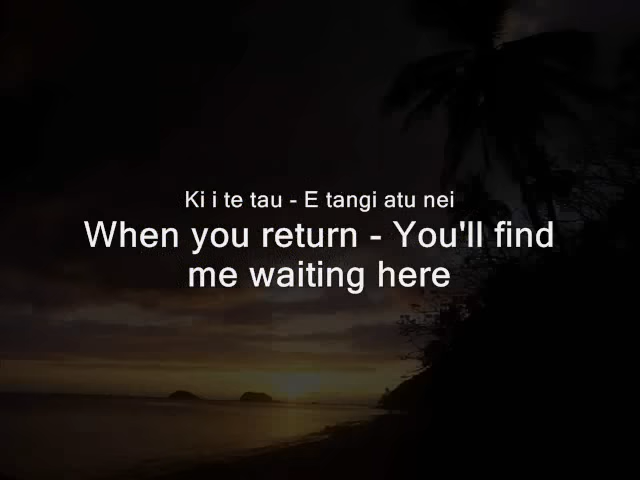 Ki i te tau - E tangi atu nei
When you return - You'll find
me waiting here